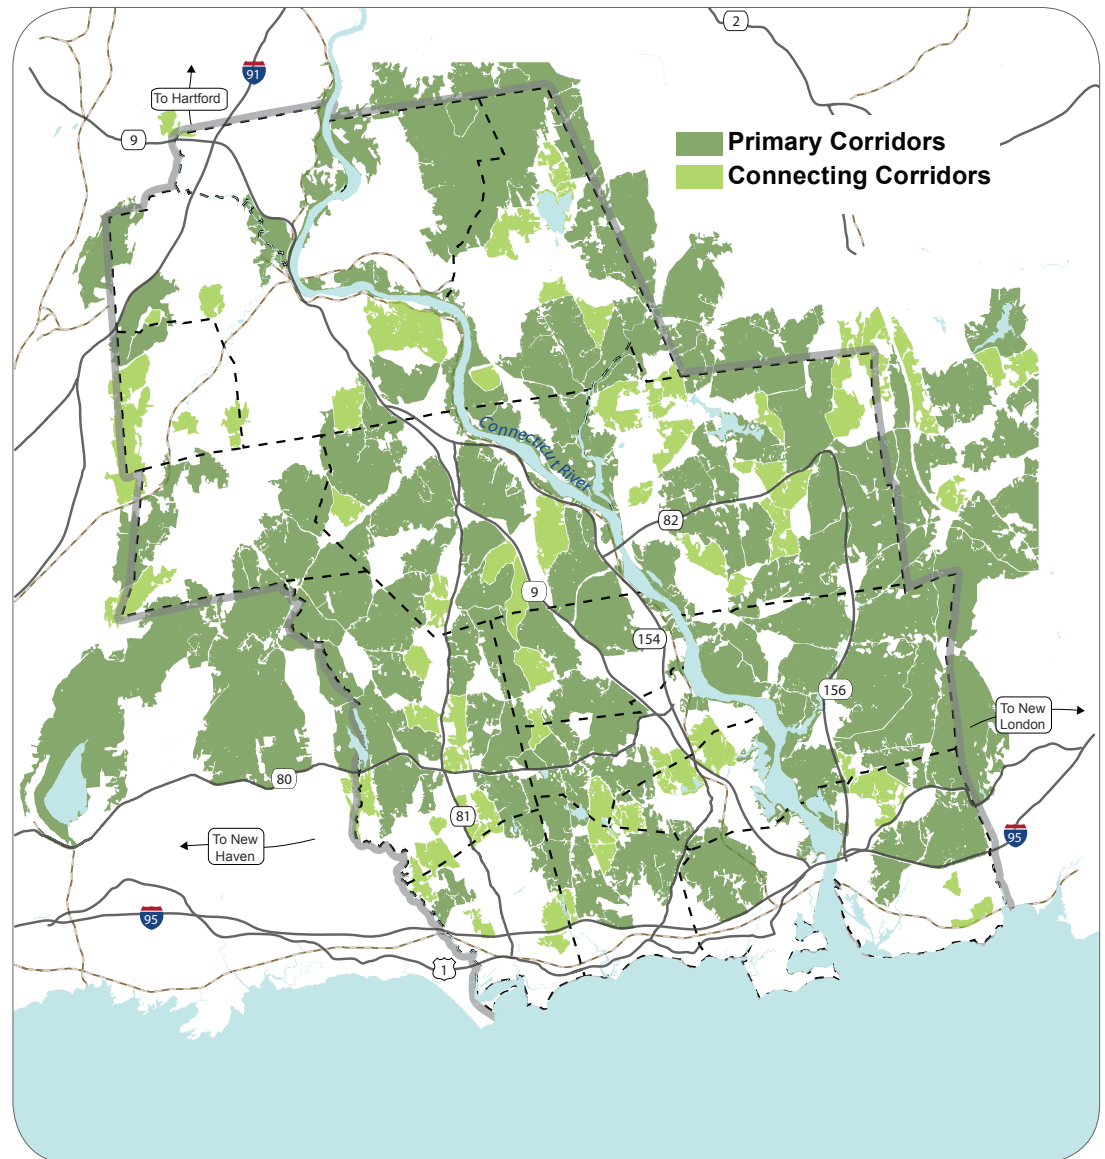 2
91
To Hartford
9
Primary Corridors
Connecting Corridors
Connecticut River
82
9
154
156
To New
London
80
81
To New
Haven
95
95
1